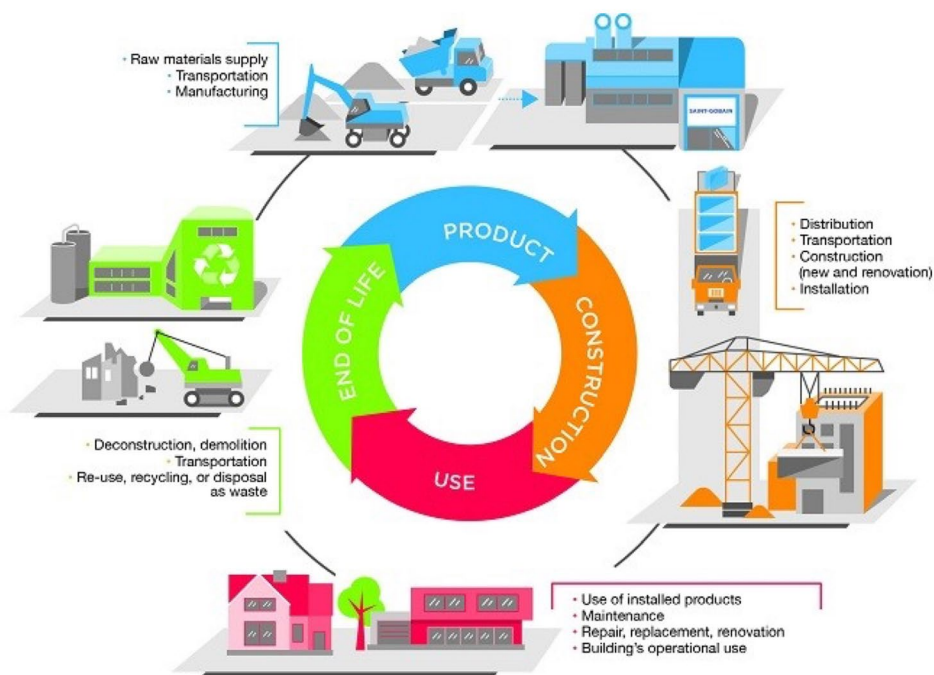 • Raw materials supply
• Transportation
• Manufacturing
SAINT-GOBAIN
PRODUCT
CONSTRUCTION
USE
END OF LIFE
• Distribution
• Transportation
• Construction
(new and renovation)
• Installation
• Deconstruction, demolition
• Transportation
• Re-use, recycling, or disposal
as waste
• Use of installed products
• Maintenance
• Repair, replacement, renovation
• Building's operational use